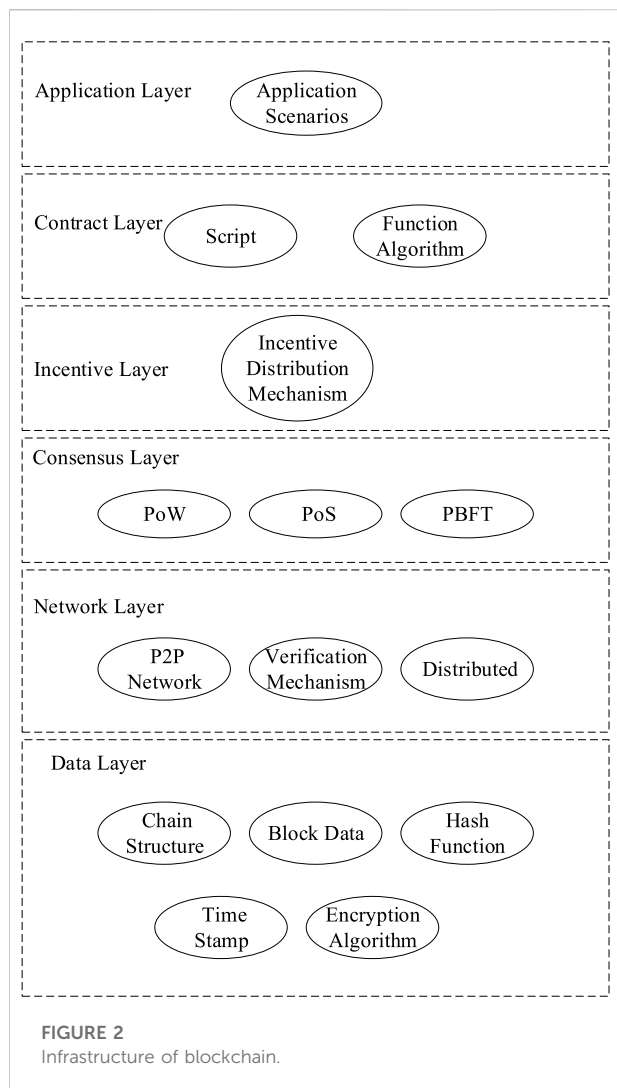 Application Layer
Application
Scenarios
Contract Layer
Script
Function
Algorithm
Incentive Layer
Incentive
Distribution
Mechanism
Consensus Layer
PoW
PoS
PBFT
Network Layer
P2P
Network
Verification
Mechanism
Distributed
Data Layer
Chain
Structure
Block Data
Hash
Function
Time
Stamp
Encryption
Algorithm
FIGURE 2
Infrastructure of blockchain.